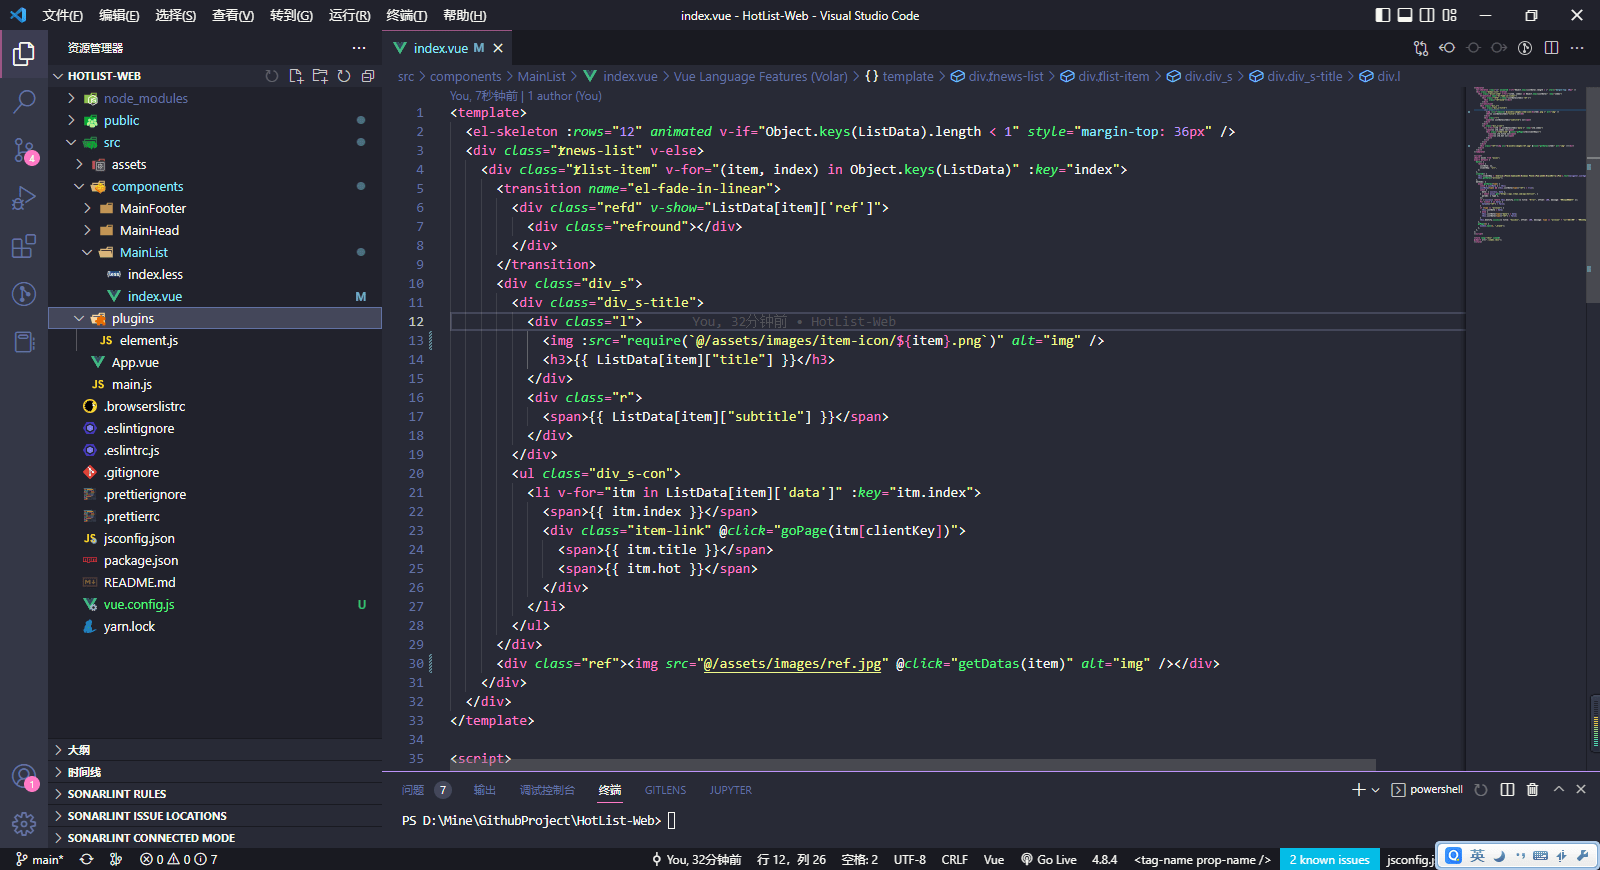 文件(F) 编辑(E) 选择(S) 查看(V) 转到(G) 运行(R) 终端(T) 帮助(H)
index.vue - HotList-Web - Visual Studio Code
资源管理器
HOTLIST-WEB
node_modules
public
src
assets
components
MainFooter
MainHead
MainList
index.less
index.vue M
plugins
element.js
App.vue
main.js
.browserslistrc
.eslintignore
.eslintrc.js
.gitignore
.prettierignore
.prettierrc
jsconfig.json
package.json
README.md
vue.config.js U
yarn.lock
大纲
时间线
SONARLINT RULES
SONARLINT ISSUE LOCATIONS
SONARLINT CONNECTED MODE
4
1
index.vue M
src > components > MainList > index.vue > Vue Language Features (Volar) > {} template > div.news-list > div.list-item > div.div_s > div.div_s-title > div.l
You, 7秒钟前 | 1 author (You)
1 <template>
2 <el-skeleton :rows="12" animated v-if="Object.keys(ListData).length < 1" style="margin-top: 36px" />
3 <div class="news-list" v-else>
4 <div class="list-item" v-for="(item, index) in Object.keys(ListData)" :key="index">
5 <transition name="el-fade-in-linear">
6 <div class="refd" v-show="ListData[item]['ref']">
7 <div class="refround"></div>
8 </div>
9 </transition>
10 <div class="div_s">
11 <div class="div_s-title">
12 <div class="l"> You, 32分钟前 • HotList-Web
13 <img :src="require(`@/assets/images/item-icon/${item}.png`)" alt="img" />
14 <h3>{{ ListData[item]["title"] }}</h3>
15 </div>
16 <div class="r">
17 <span>{{ ListData[item]["subtitle"] }}</span>
18 </div>
19 </div>
20 <ul class="div_s-con">
21 <li v-for="itm in ListData[item]['data']" :key="itm.index">
22 <span>{{ itm.index }}</span>
23 <div class="item-link" @click="goPage(itm[clientKey])">
24 <span>{{ itm.title }}</span>
25 <span>{{ itm.hot }}</span>
26 </div>
27 </li>
28 </ul>
29 </div>
30 <div class="ref"><img src="@/assets/images/ref.jpg" @click="getDatas(item)" alt="img" /></div>
31 </div>
32 </div>
33 </template>
34
35 <script>
问题 7 输出 调试控制台 终端 GITLENS JUPYTER
powershell
PS D:\Mine\GithubProject\HotList-Web>
main* 0 0 7
You, 32分钟前 行 12，列 26 空格: 2 UTF-8 CRLF Vue Go Live 4.8.4 <tag-name prop-name /> 2 known issues jsconfig.j
英